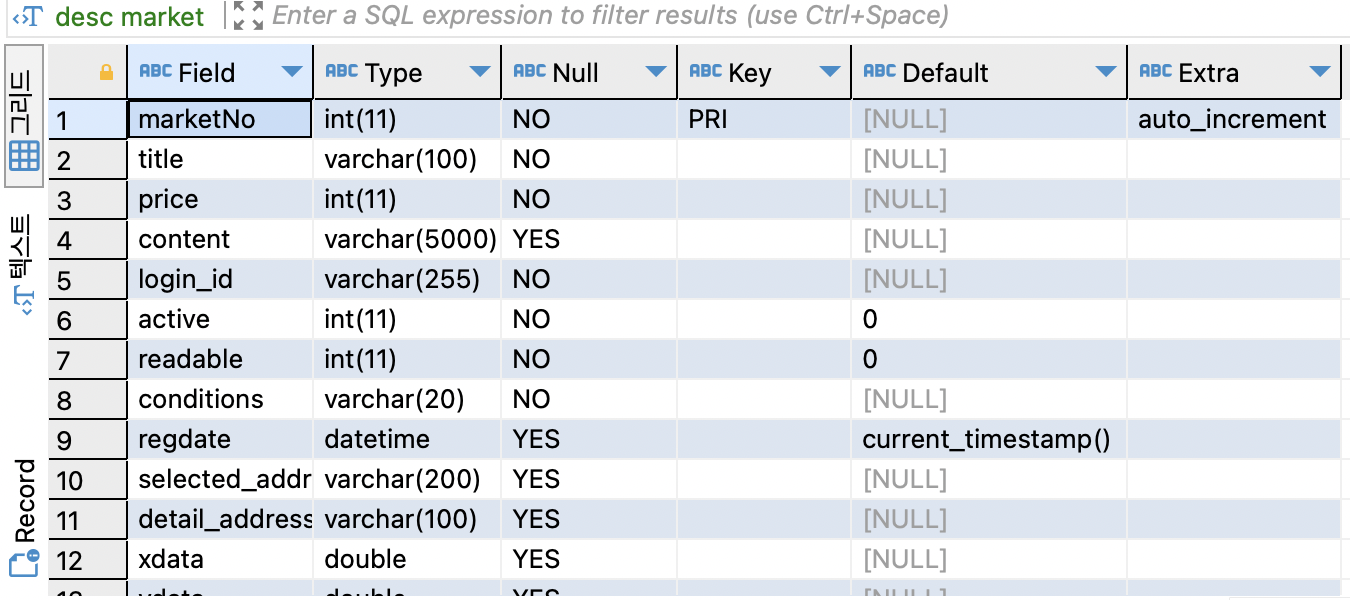 desc market Enter a SQL expression to filter results (use Ctrl+Space)
그리드
텍스트
Record
ABC Field ABC Type ABC Null ABC Key ABC Default ABC Extra
1 marketNo int(11) NO PRI [NULL] auto_increment
2 title varchar(100) NO [NULL]
3 price int(11) NO [NULL]
4 content varchar(5000) YES [NULL]
5 login_id varchar(255) NO [NULL]
6 active int(11) NO 0
7 readable int(11) NO 0
8 conditions varchar(20) NO [NULL]
9 regdate datetime YES current_timestamp()
10 selected_addr varchar(200) YES [NULL]
11 detail_address varchar(100) YES [NULL]
12 xdata double YES [NULL]